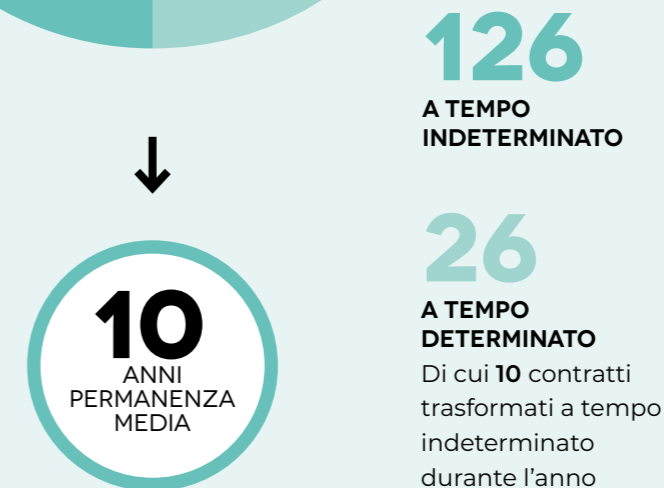 126
A TEMPO
INDETERMINATO
26
A TEMPO
DETERMINATO
Di cui 10 contratti
trasformati a tempo
indeterminato
durante l'anno
10
ANNI
PERMANENZA
MEDIA